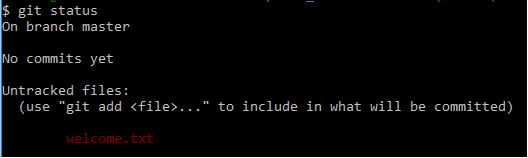 $ git status
On branch master
No commits yet
Untracked files:
(use "git add <file>..." to include in what will be committed)
welcome.txt